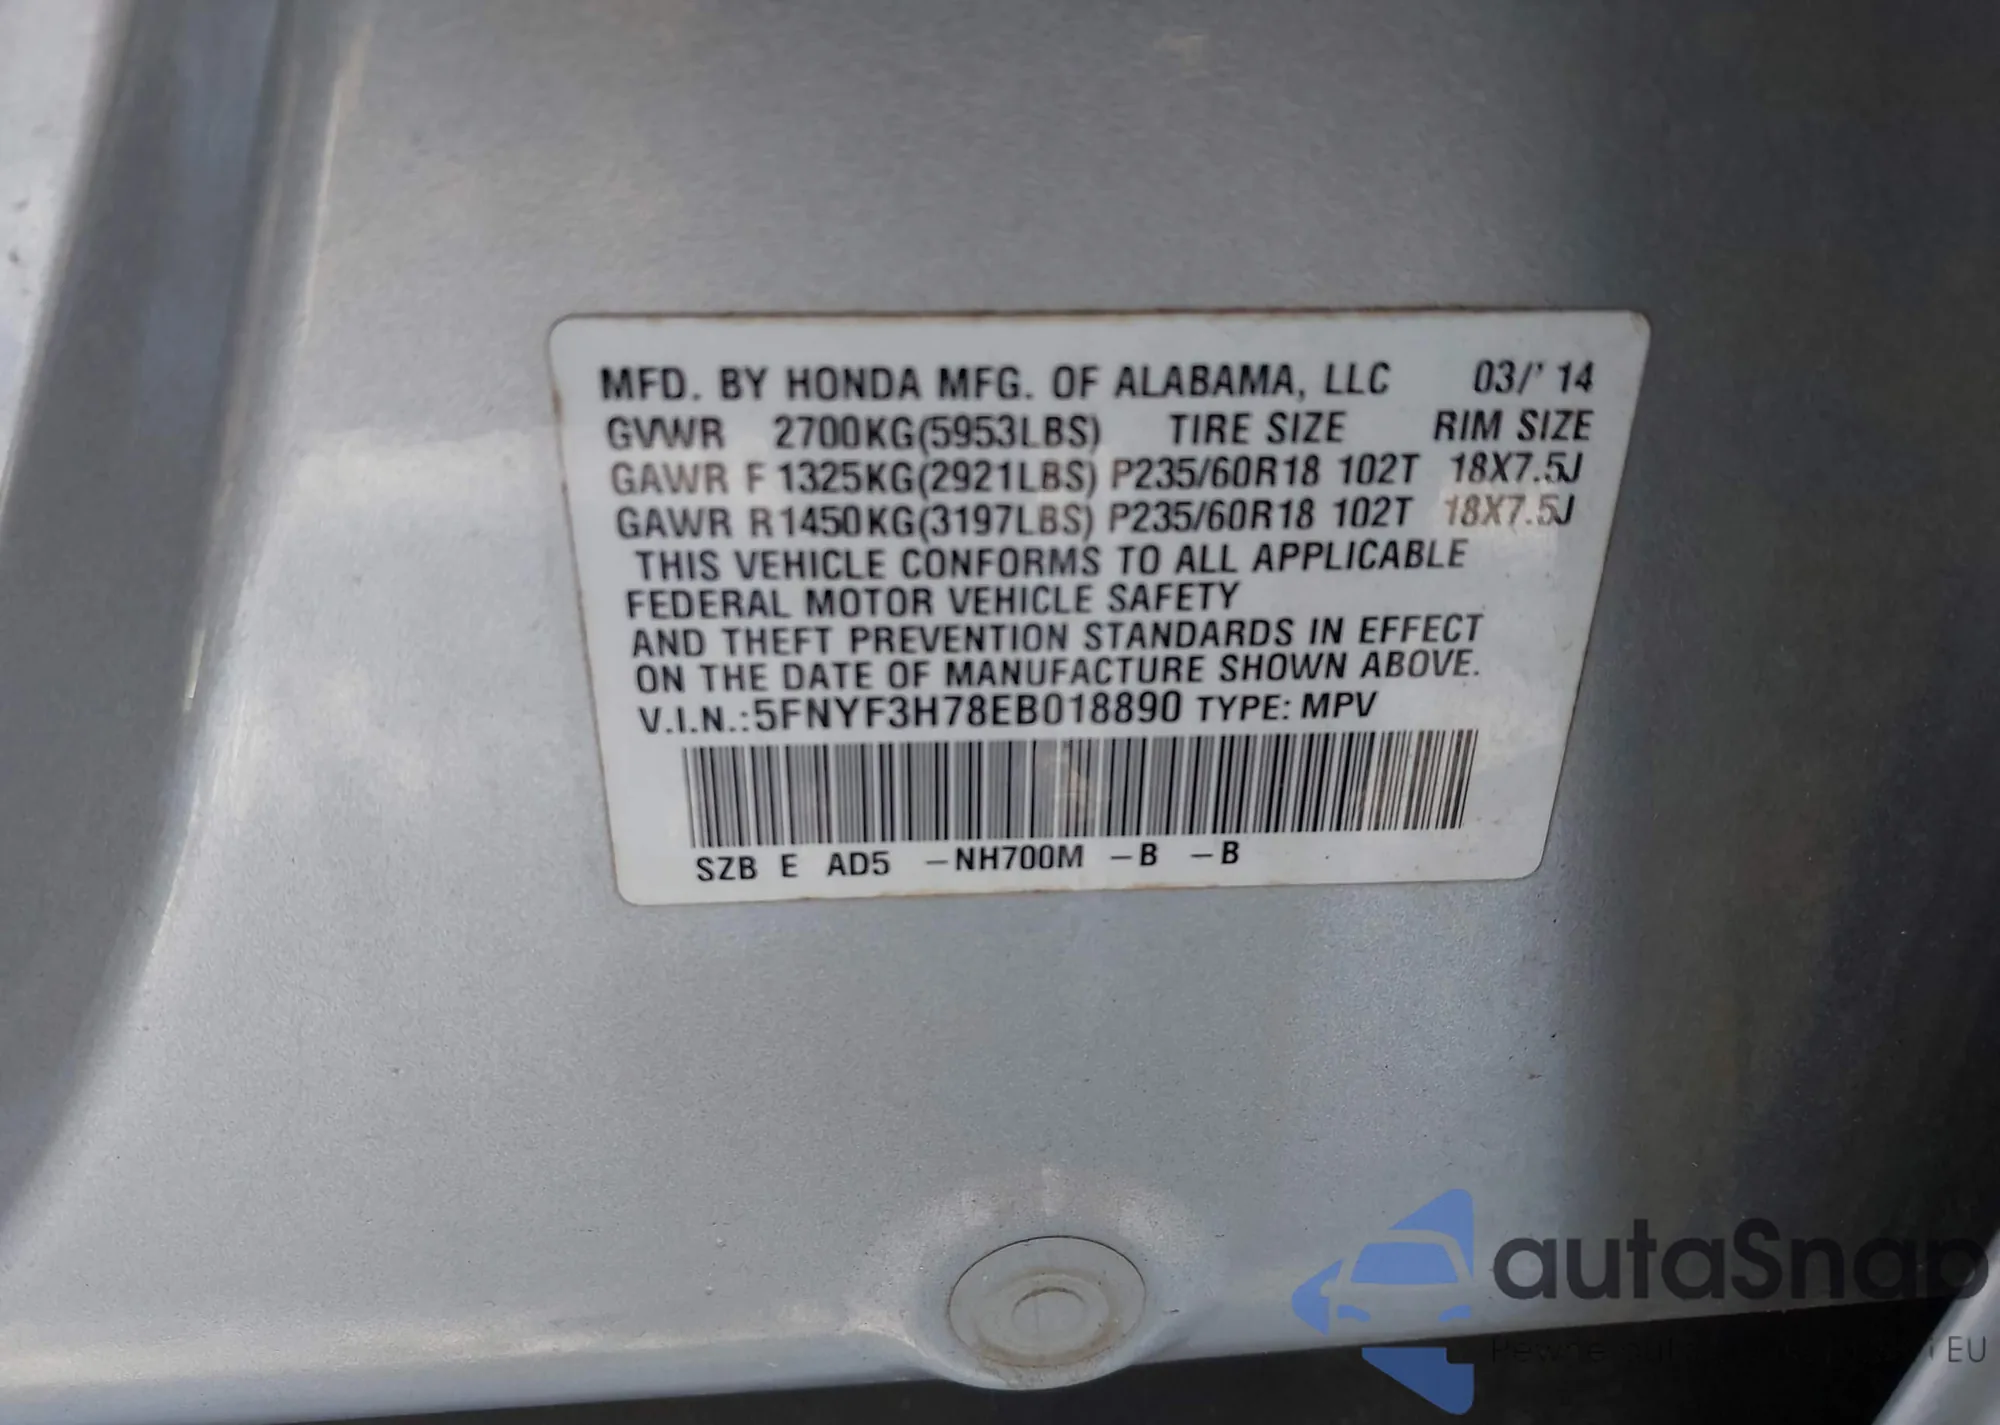 MFD. BY HONDA MFG. OF ALABAMA, LLC 03/'14
GVWR 2700KG(5953LBS) TIRE SIZE RIM SIZE
GAWR F 1325KG(2921LBS) P235/60R18 102T 18X7.5J
GAWR R1450KG(3197LBS) P235/60R18 102T 18X7.5J
THIS VEHICLE CONFORMS TO ALL APPLICABLE
FEDERAL MOTOR VEHICLE SAFETY
AND THEFT PREVENTION STANDARDS IN EFFECT
ON THE DATE OF MANUFACTURE SHOWN ABOVE.
V.I.N.:5FNYF3H78EB018890 TYPE: MPV
SZB E AD5 -NH700M -B -B
autaSnap
EU